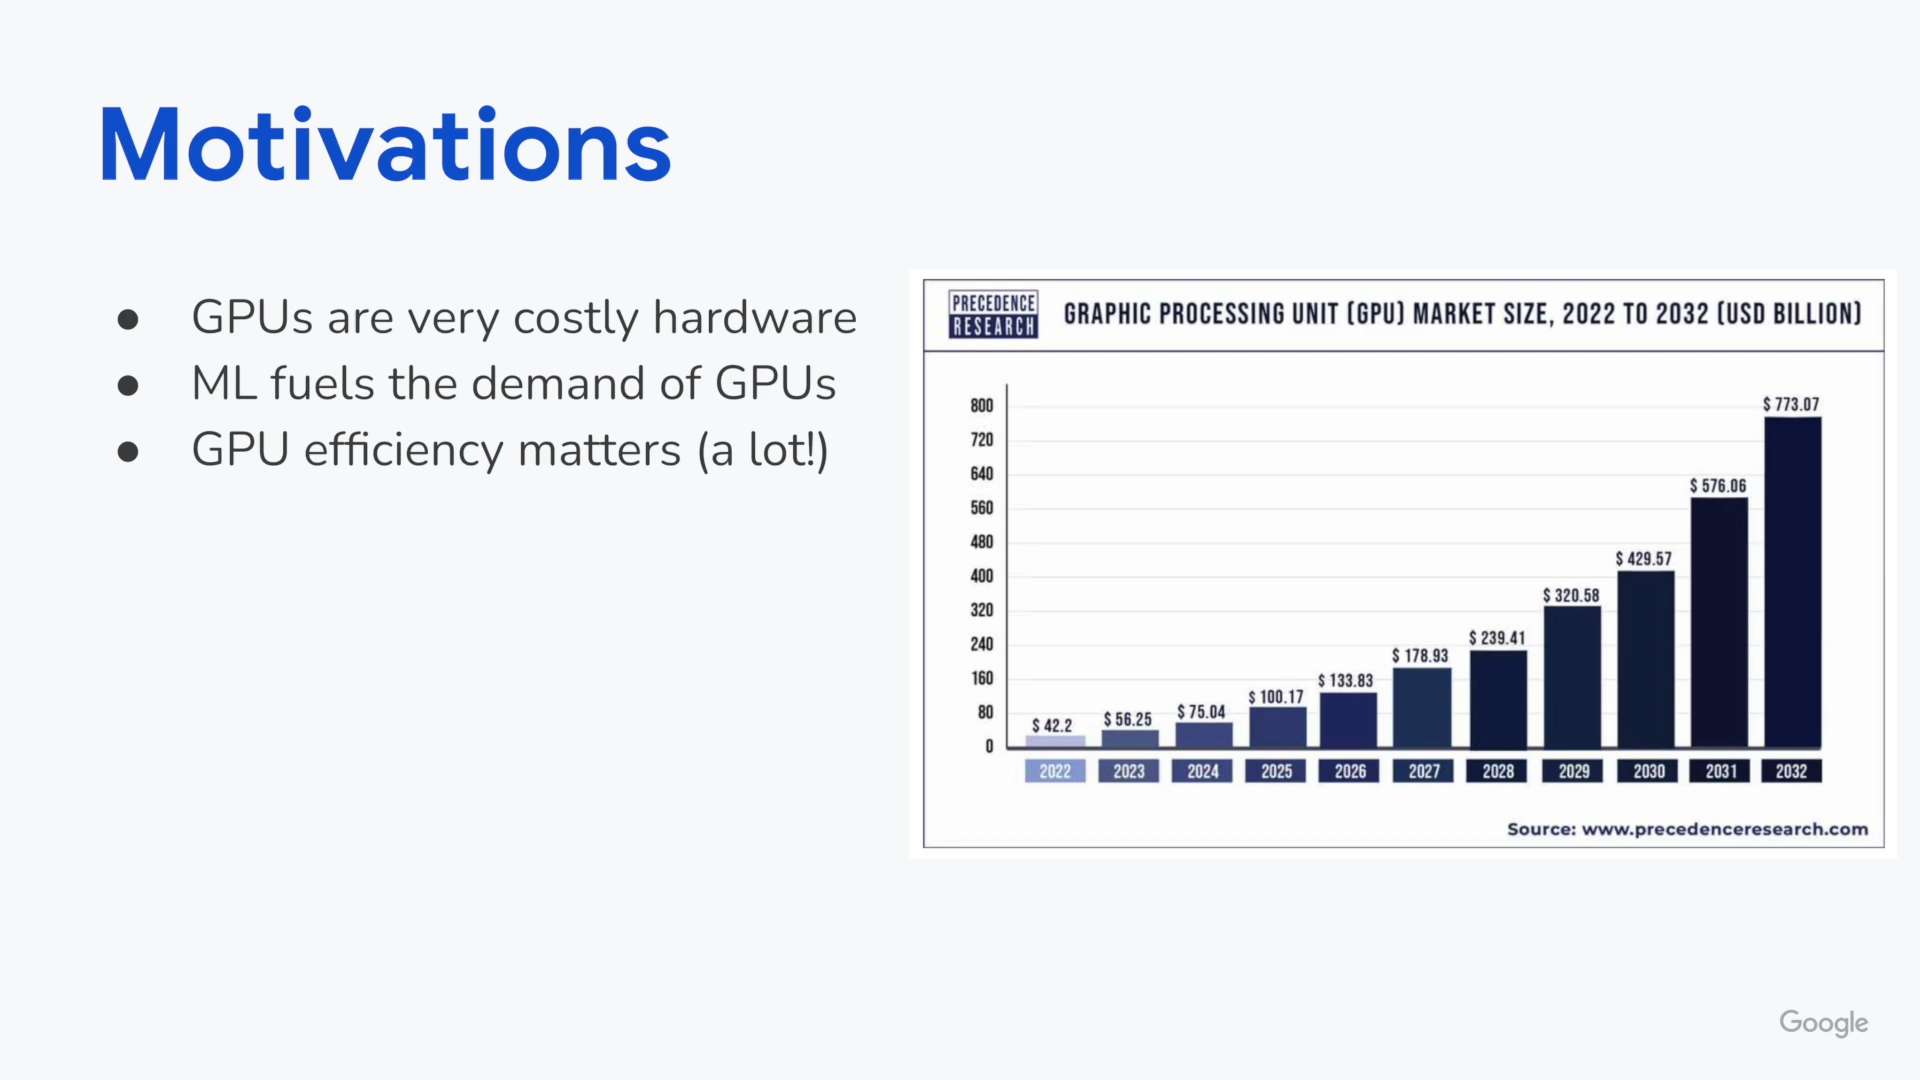 Motivations
● GPUs are very costly hardware
● ML fuels the demand of GPUs
● GPU efficiency matters (a lot!)
PRECEDENCE
RESEARCH
GRAPHIC PROCESSING UNIT (GPU) MARKET SIZE, 2022 TO 2032 (USD BILLION)
800
720
640
560
480
400
320
240
160
80
0
$ 42.2
$ 56.25
$ 75.04
$ 100.17
$ 133.83
$ 178.93
$ 239.41
$ 320.58
$ 429.57
$ 576.06
$ 773.07
2022 2023 2024 2025 2026 2027 2028 2029 2030 2031 2032
Source: www.precedenceresearch.com
Google